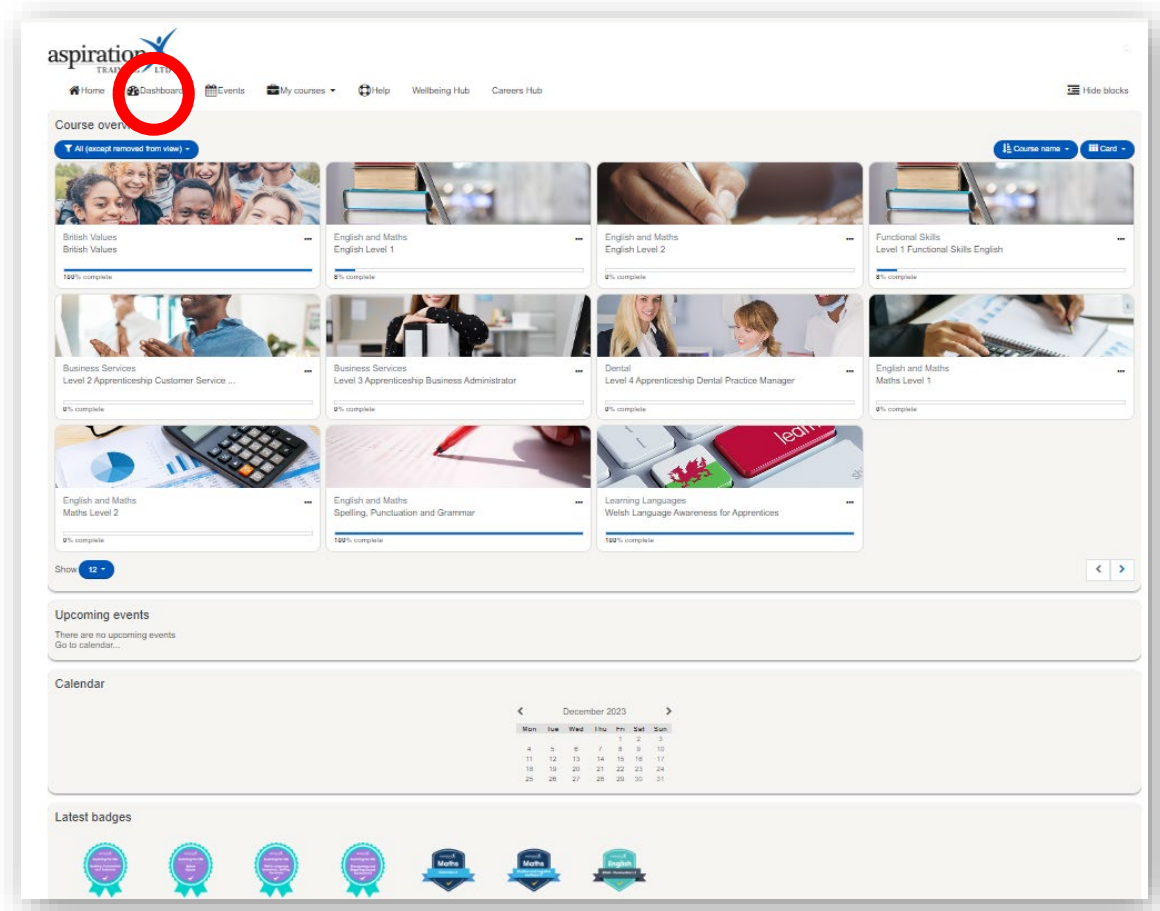 aspiration
TRAINING LTD
Home Dashboard Events My courses Help Wellbeing Hub Careers Hub Hide blocks
Course overview
All (except removed from view) Course name Card
British Values
British Values
100% complete
English and Maths
English Level 1
8% complete
English and Maths
English Level 2
0% complete
Functional Skills
Level 1 Functional Skills English
8% complete
Business Services
Level 2 Apprenticeship Customer Service ...
0% complete
Business Services
Level 3 Apprenticeship Business Administrator
0% complete
Dental
Level 4 Apprenticeship Dental Practice Manager
0% complete
English and Maths
Maths Level 1
0% complete
English and Maths
Maths Level 2
0% complete
English and Maths
Spelling, Punctuation and Grammar
100% complete
learn
sh
Learning Languages
Welsh Language Awareness for Apprentices
100% complete
Show 12
Upcoming events
There are no upcoming events
Go to calendar...
Calendar
December 2023
Mon Tue Wed Thu Fri Sat Sun
1 2 3
4 5 6 7 8 9 10
11 12 13 14 15 16 17
18 19 20 21 22 23 24
25 26 27 28 29 30 31
Latest badges
Maths
Maths
English